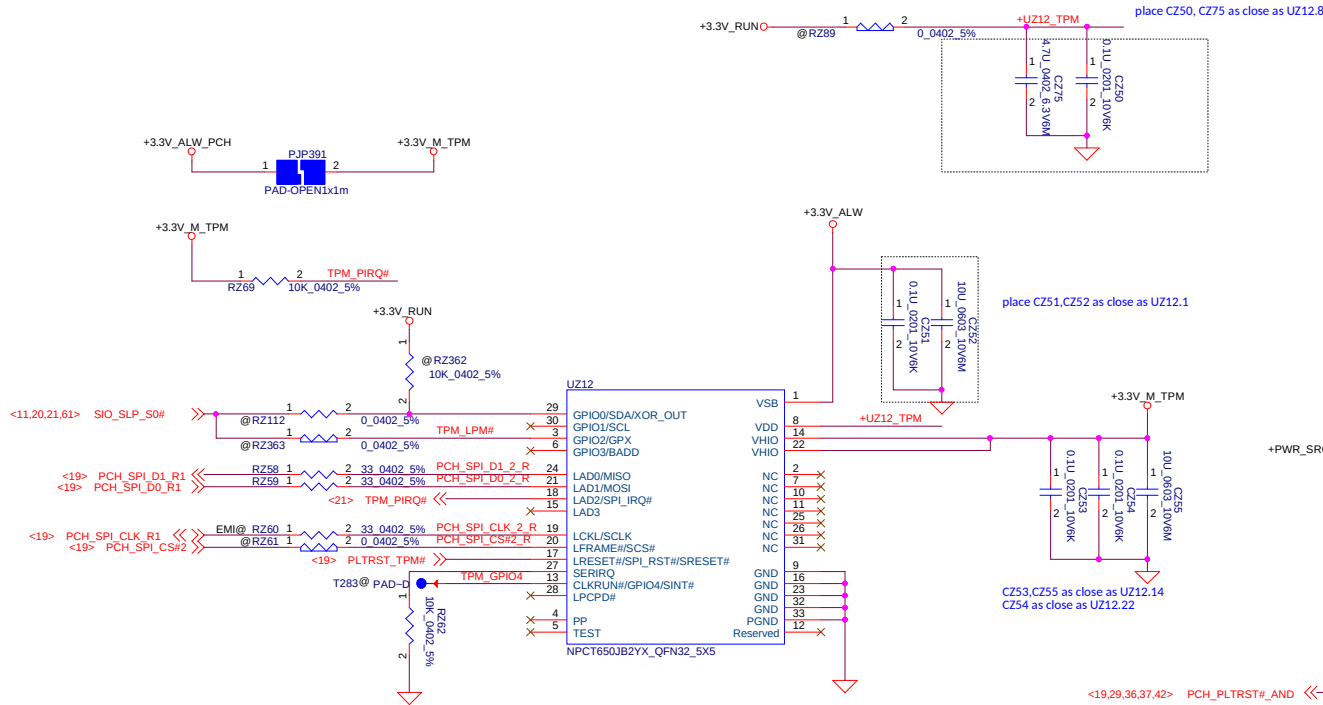 place CZ50, CZ75 as close as UZ12.8
+3.3V_RUN
1
2
+UZ12_TPM
@RZ89
0_0402_5%
1
2
4.7U_0402_6.3V6M
CZ75
1
2
0.1U_0201_10V6K
CZ50
+3.3V_ALW_PCH
+3.3V_M_TPM
PJP391
1
2
PAD-OPEN1x1m
+3.3V_M_TPM
1
2
TPM_PIRQ#
RZ69
10K_0402_5%
+3.3V_ALW
1
2
0.1U_0201_10V6K
CZ51
1
2
10U_0603_10V6M
CZ52
place CZ51,CZ52 as close as UZ12.1
+3.3V_RUN
1
@RZ362
10K_0402_5%
2
UZ12
<11,20,21,61> SIO_SLP_S0#
1
2
@RZ112
0_0402_5%
@RZ363
1
2
0_0402_5%
TPM_LPM#
<19> PCH_SPI_D1_R1
RZ58
1
2
33_0402_5%
PCH_SPI_D1_2_R
<19> PCH_SPI_D0_R1
RZ59
1
2
33_0402_5%
PCH_SPI_D0_2_R
<21> TPM_PIRQ#
<19> PCH_SPI_CLK_R1
EMI@ RZ60
1
2
33_0402_5%
PCH_SPI_CLK_2_R
<19> PCH_SPI_CS#2
@RZ61
1
2
0_0402_5%
PCH_SPI_CS#2_R
<19> PLTRST_TPM#
T283@ PAD~D
TPM_GPIO4
1
RZ62
10K_0402_5%
2
29 GPIO0/SDA/XOR_OUT
30 GPIO1/SCL
3 GPIO2/GPX
6 GPIO3/BADD
24 LAD0/MISO
21 LAD1/MOSI
18 LAD2/SPI_IRQ#
15 LAD3
19 LCKL/SCLK
20 LFRAME#/SCS#
17 LRESET#/SPI_RST#/SRESET#
27 SERIRQ
13 CLKRUN#/GPIO4/SINT#
28 LPCPD#
4 PP
5 TEST
VSB 1
VDD 8
VHIO 14
VHIO 22
NC 2
NC 7
NC 10
NC 11
NC 25
NC 26
NC 31
GND 9
GND 16
GND 23
GND 32
PGND 33
Reserved 12
NPCT650JB2YX_QFN32_5X5
+UZ12_TPM
+3.3V_M_TPM
1
2
0.1U_0201_10V6K
CZ53
1
2
0.1U_0201_10V6K
CZ54
1
2
10U_0603_10V6M
CZ55
CZ53,CZ55 as close as UZ12.14
CZ54 as close as UZ12.22
+PWR_SR
<19,29,36,37,42> PCH_PLTRST#_AND